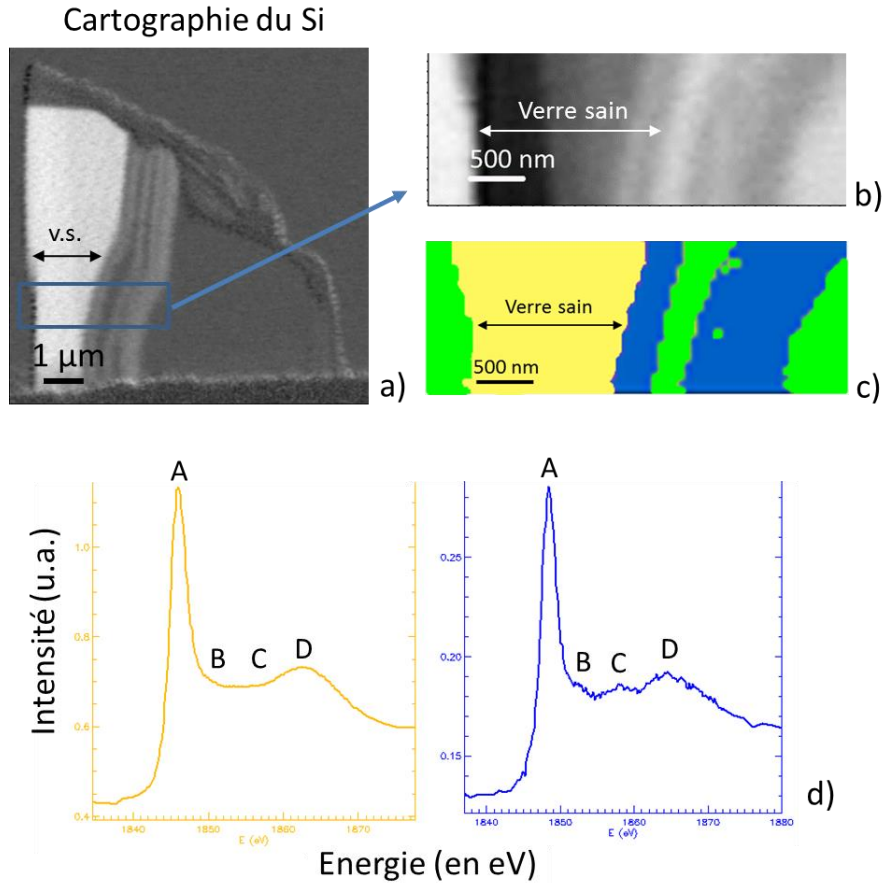 Cartographie du Si
v.s.
1 µm
a)
Verre sain
500 nm
b)
Verre sain
500 nm
c)
A
B
C
D
1.0
0.8
0.6
0.4
1840
1850
1860
1870
E (eV)
A
B
C
D
0.25
0.20
0.15
1840
1850
1860
1870
1880
E (eV)
d)
Intensité (u.a.)
Energie (en eV)